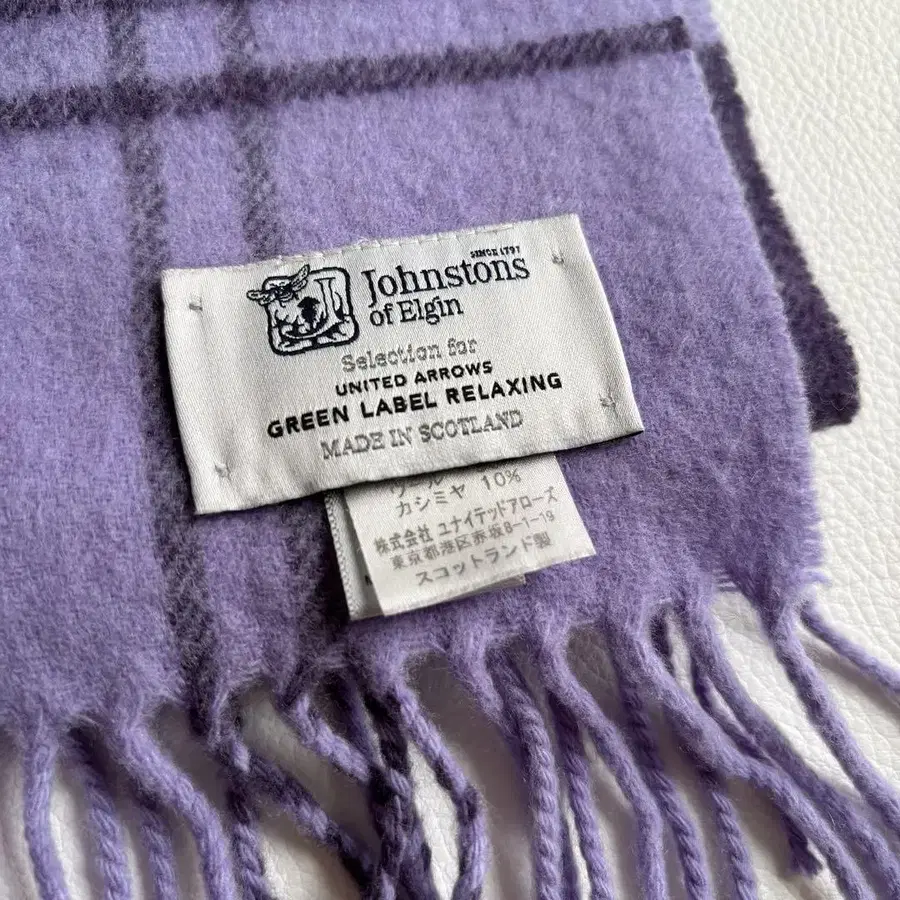 SINCE 1797
Johnstons
of Elgin
Selection for
UNITED ARROWS
GREEN LABEL RELAXING
MADE IN SCOTLAND
カシミヤ 10%
株式会社 ユナイテッドアローズ
東京都港区赤坂8-1-19
スコットランド製